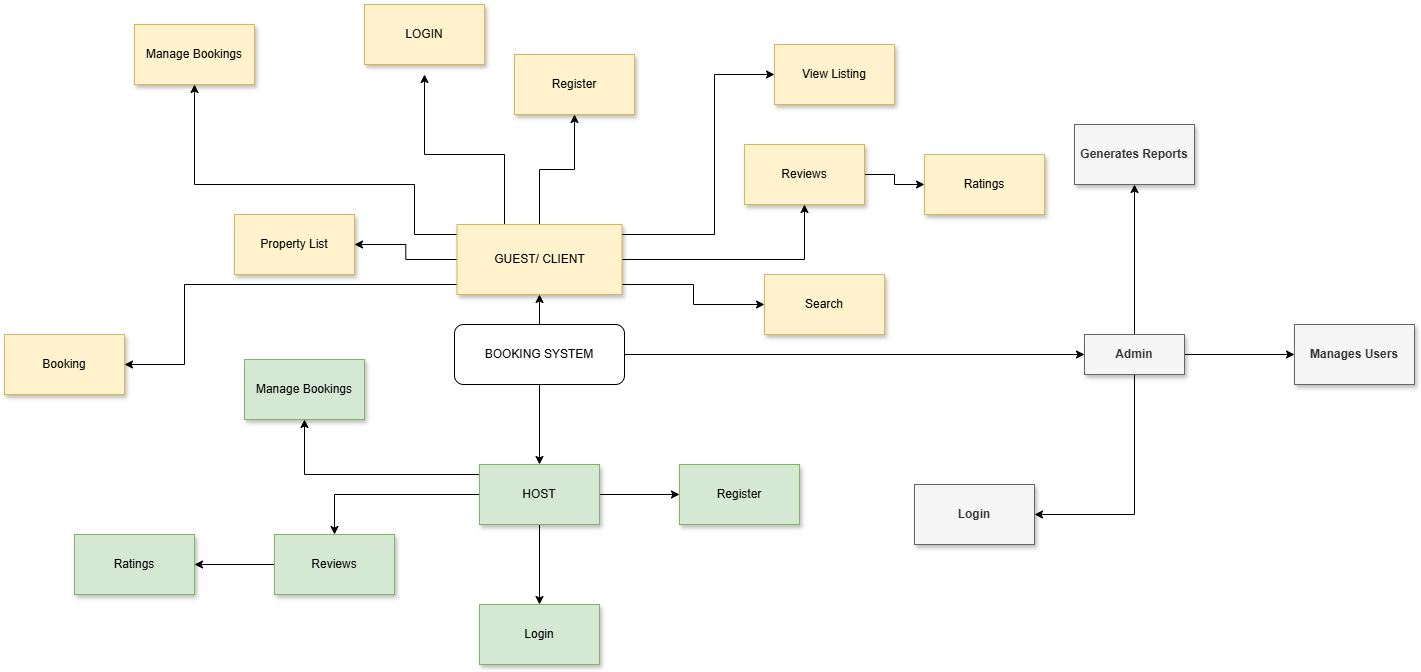 LOGIN
Manage Bookings
Register
View Listing
Generates Reports
Reviews
Ratings
Property List
GUEST/ CLIENT
Search
BOOKING SYSTEM
Admin
Manages Users
Booking
Manage Bookings
HOST
Register
Login
Ratings
Reviews
Login